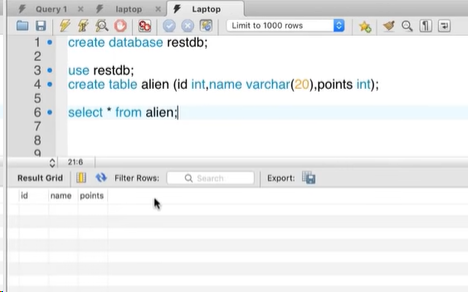 Query 1 laptop Laptop
Limit to 1000 rows
1 create database restdb;
2
3 use restdb;
4 create table alien (id int,name varchar(20),points int);
5
6 select * from alien;
7
8
9
21:6
Result Grid Filter Rows: Search Export:
id name points